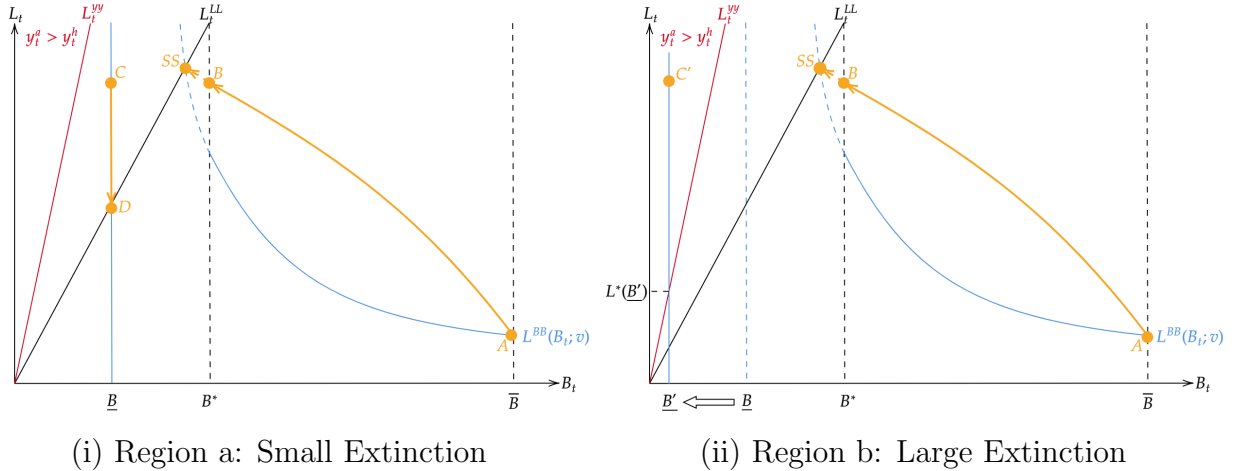 L_t
L_t^{yy}
L_t^{LL}
y_t^a > y_t^h
C
SS
B
D
A
L^{BB}(B_t; v)
B_t
B
B*
B̅
(i) Region a: Small Extinction
L_t
L_t^{yy}
L_t^{LL}
y_t^a > y_t^h
C′
SS
B
L*(B′)
A
L^{BB}(B_t; v)
B_t
B′
B
B*
B̅
(ii) Region b: Large Extinction